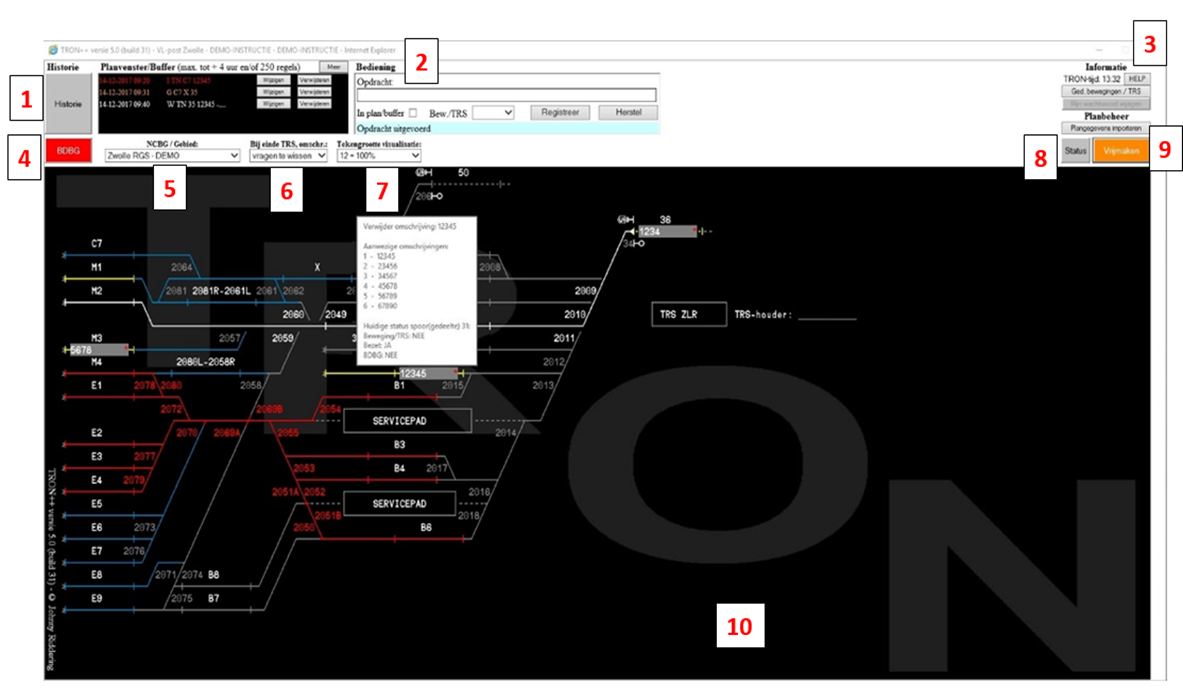 TRON++ versie 5.0 (build 31) - VL-post Zwolle - DEMO-INSTRUCTIE - DEMO-INSTRUCTIE - Internet Explorer
2
3
Historie
Planvenster/Buffer (max. tot + 4 uur en/of 250 regels)
Meer
Bediening
Informatie
1
Historie
14-12-2017 09:20 I TN C7 12345 Wijzigen Verwijderen
14-12-2017 09:31 G C7 X 35 Wijzigen Verwijderen
14-12-2017 09:40 W TN 35 12345 -.... Wijzigen Verwijderen
Opdracht:
In plan/buffer Bew./TRS Registreer Herstel
Opdracht uitgevoerd
TRON-tijd: 13:32 HELP
Ged. bewegingen / TRS
Mijn wachtwoord wijzigen
Planbeheer
Plangegevens importeren
4
BDBG
NCBG / Gebied:
Zwolle RGS - DEMO
Bij einde TRS, omschr.:
vragen te wissen
Tekengrootte visualisatie:
12 = 100%
8
Status
Vrijmaken
9
5
6
7
50
206
36
1234
34
Verwijder omschrijving: 12345
Aanwezige omschrijvingen:
1 - 12345
2 - 23456
3 - 34567
4 - 45678
5 - 56789
6 - 67890
Huidige status spoor(gedeelte) 31:
Beweging/TRS: NEE
Bezet: JA
BDBG: NEE
C7
M1 2064 X 2008
M2 2081 2081R-2061L 2061 2062 2009
2060 2049 2010
TRS ZLR TRS-houder:
M3 2057 2059 2011
5678
M4 2080L-2058R 2012
12345
E1 2078 2080 2058 B1 2015 2013
2072 2069B 2054
SERVICEPAD
E2 2070 2069A 2055 2014
B3
E3 2077
2053 B4 2017
E4 2079
2051A 2052 2016
E5 SERVICEPAD
2051B 2018
E6 2073 2050 B6
E7 2076
E8 2071 2074 B8
E9 2075 B7
10
TRON++ versie 5.0 (build 31) - © Johnny Riddering
TRON